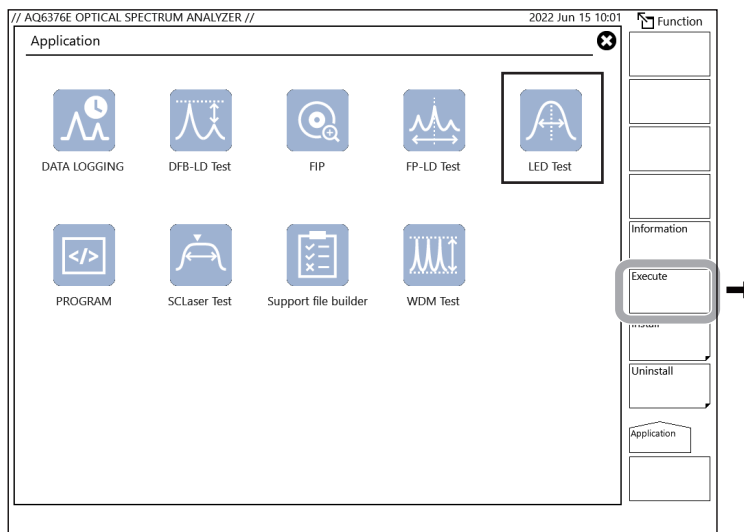 // AQ6376E OPTICAL SPECTRUM ANALYZER // 2022 Jun 15 10:01
Function
Application
DATA LOGGING DFB-LD Test FIP FP-LD Test LED Test
</>
PROGRAM SCLaser Test Support file builder WDM Test
Information
Execute
Install
Uninstall
Application